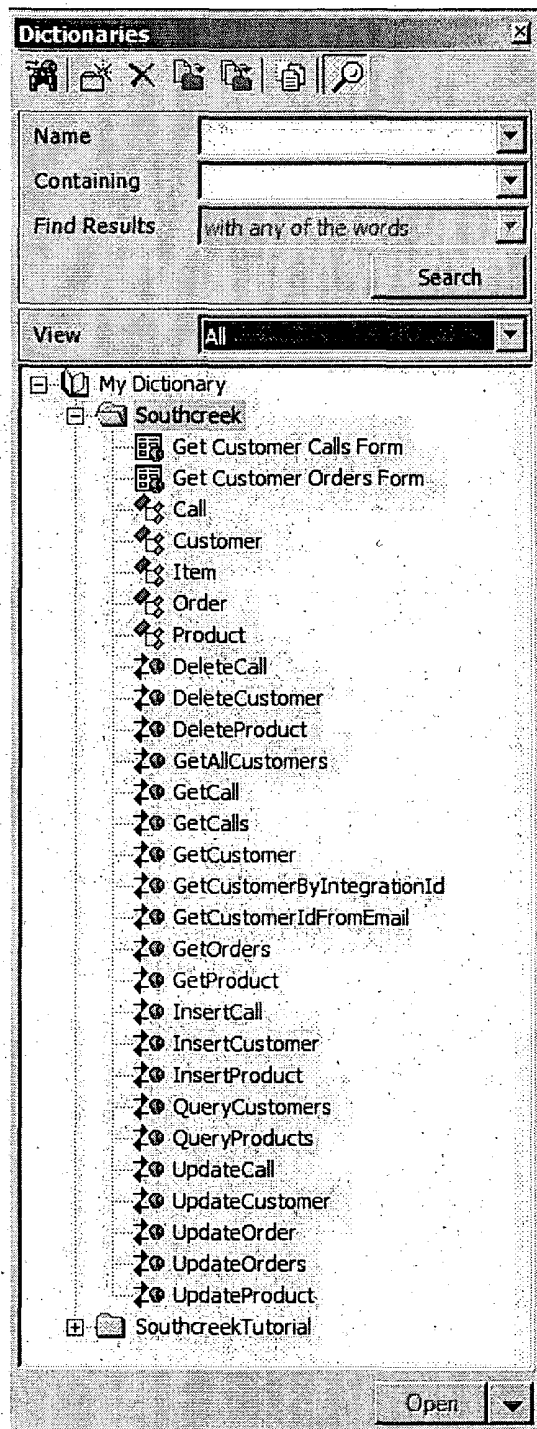 Dictionaries
Name
Containing
Find Results with any of the words
Search
View All
My Dictionary
Southcreek
Get Customer Calls Form
Get Customer Orders Form
Call
Customer
Item
Order
Product
DeleteCall
DeleteCustomer
DeleteProduct
GetAllCustomers
GetCall
GetCalls
GetCustomer
GetCustomerByIntegrationId
GetCustomerIdFromEmail
GetOrders
GetProduct
InsertCall
InsertCustomer
InsertProduct
QueryCustomers
QueryProducts
UpdateCall
UpdateCustomer
UpdateOrder
UpdateOrders
UpdateProduct
SouthcreekTutorial
Open